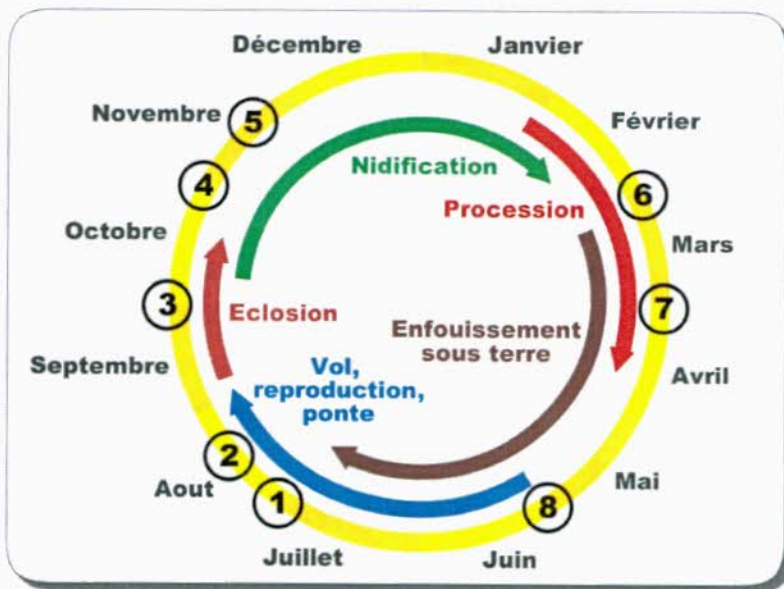 Décembre
Janvier
Novembre
5
Février
4
Nidification
6
Procession
Octobre
Mars
3
Eclosion
Enfouissement
sous terre
7
Septembre
Vol,
reproduction,
ponte
Avril
2
Aout
1
8
Mai
Juillet
Juin